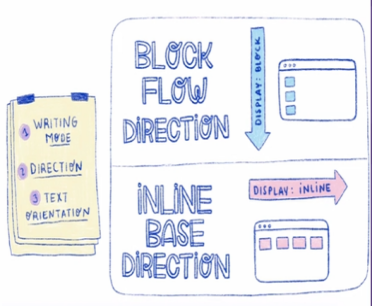 1 WRITING
MODE
2 DIRECTION
3 TEXT
ORIENTATION
BLOCK
FLOW
DIRECTION
DISPLAY: BLOCK
INLINE
BASE
DIRECTION
DISPLAY: INLINE